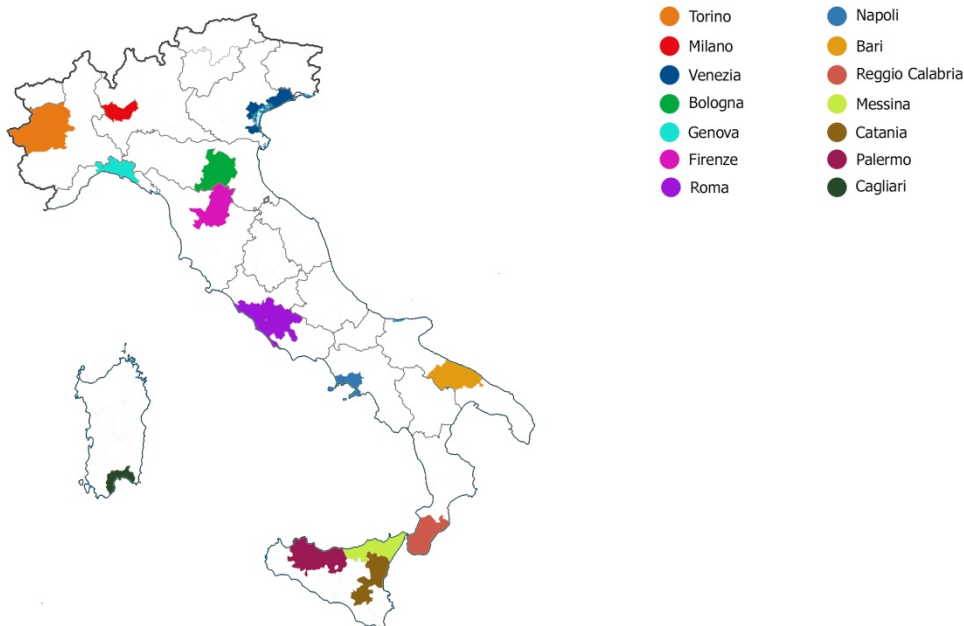 Torino
Milano
Venezia
Bologna
Genova
Firenze
Roma
Napoli
Bari
Reggio Calabria
Messina
Catania
Palermo
Cagliari